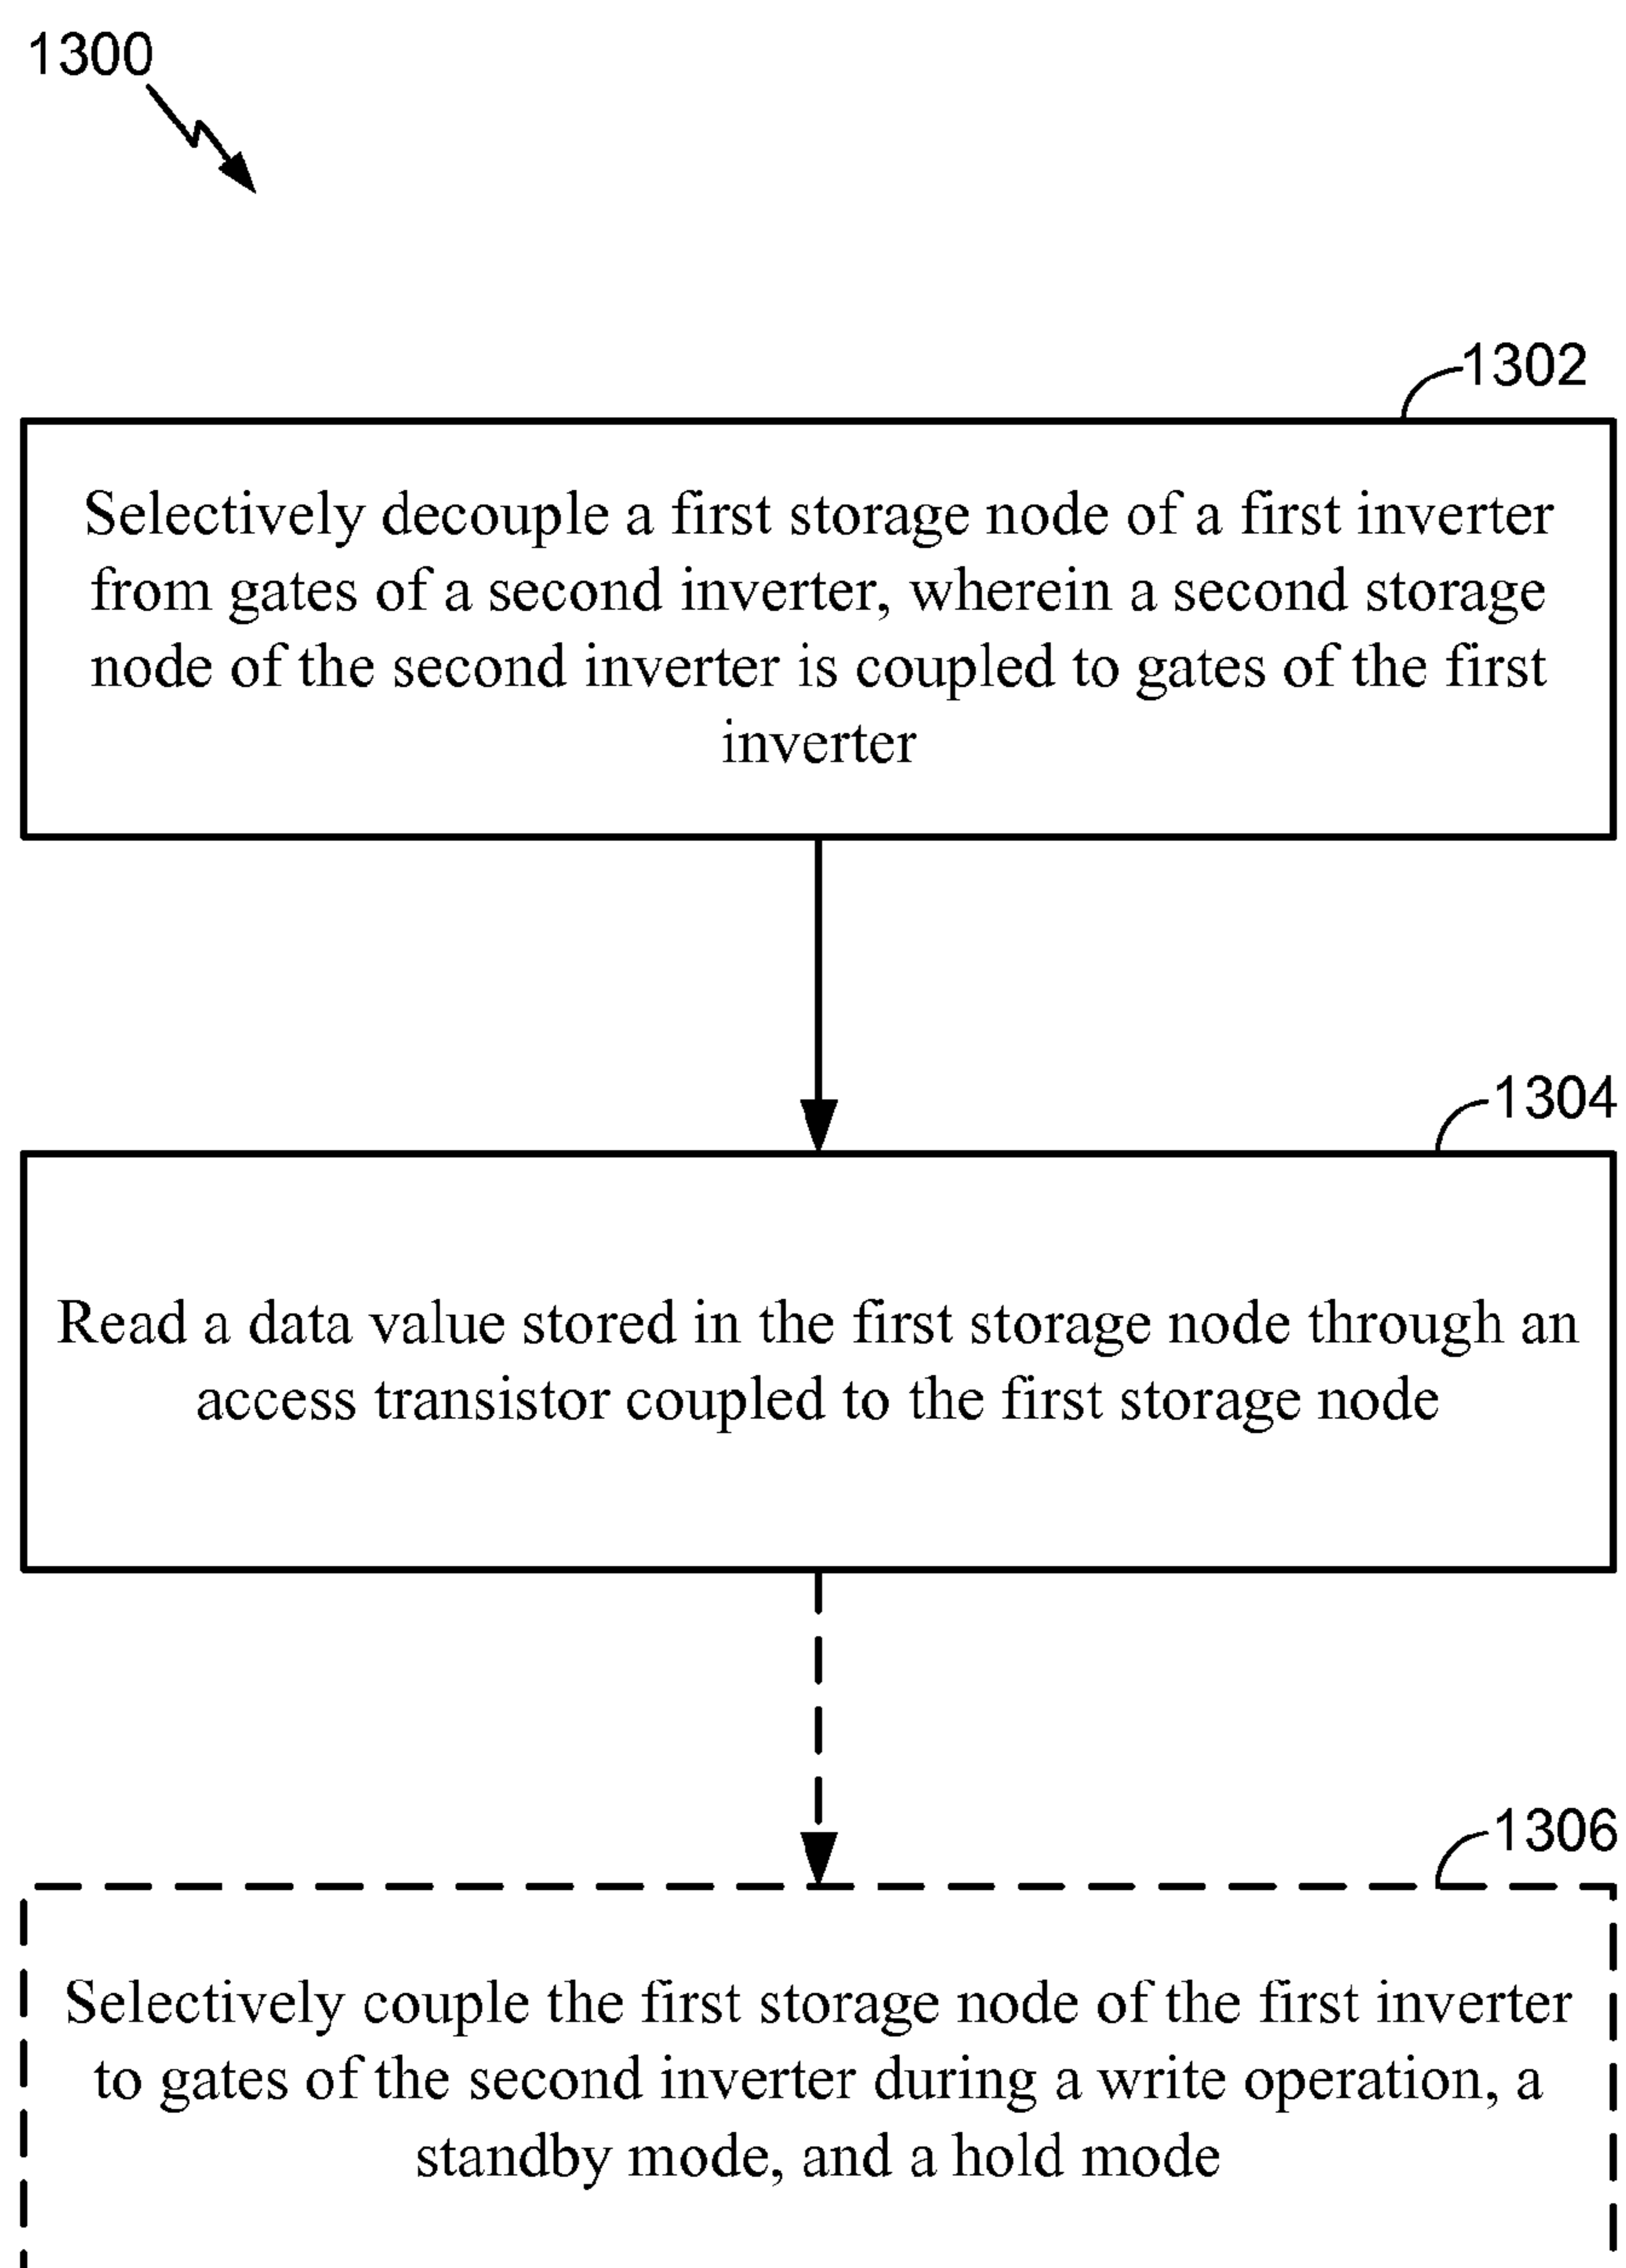 1300
1302
Selectively decouple a first storage node of a first inverter
from gates of a second inverter, wherein a second storage
node of the second inverter is coupled to gates of the first
inverter
1304
Read a data value stored in the first storage node through an
access transistor coupled to the first storage node
1306
Selectively couple the first storage node of the first inverter
to gates of the second inverter during a write operation, a
standby mode, and a hold mode